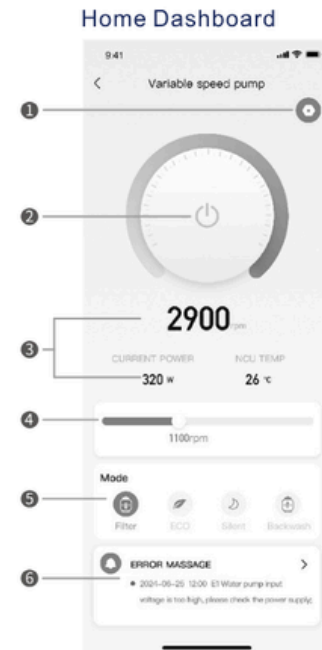 Home Dashboard
9:41
Variable speed pump
1
2
2900 rpm
3
CURRENT POWER NCU TEMP
320 W 26 ℃
4
1100rpm
Mode
5
Filter ECO Silent Backwash
ERROR MASSAGE
6
2024-06-25 12:00 E1 Water pump input
voltage is too high, please check the power supply;